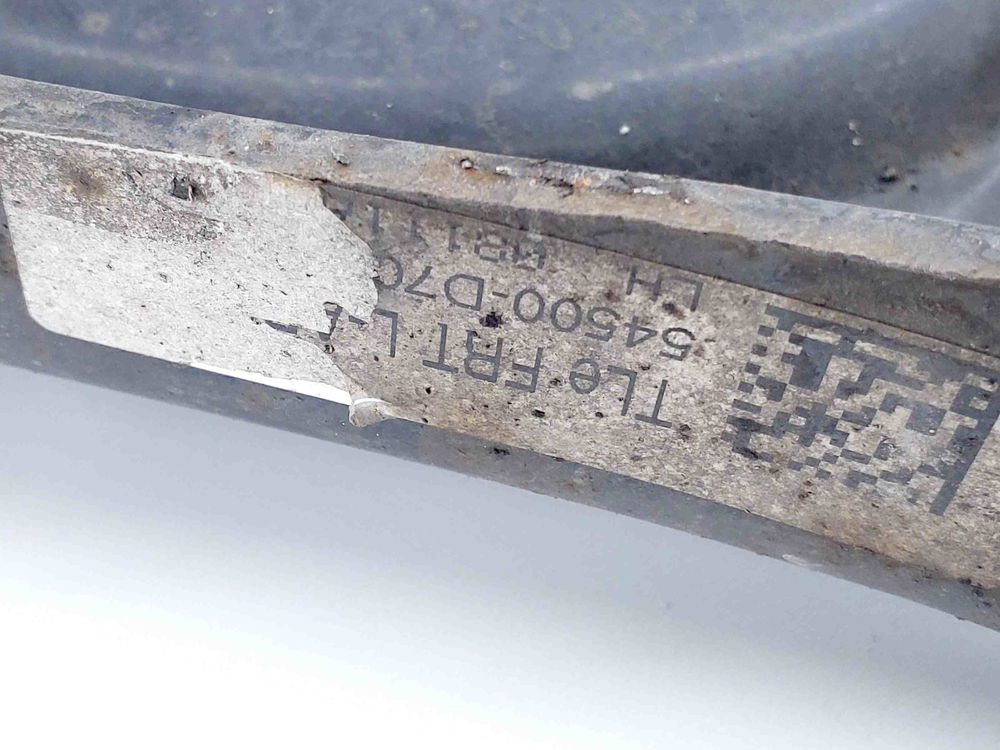 TLe FRT L-
54500-D7
LH